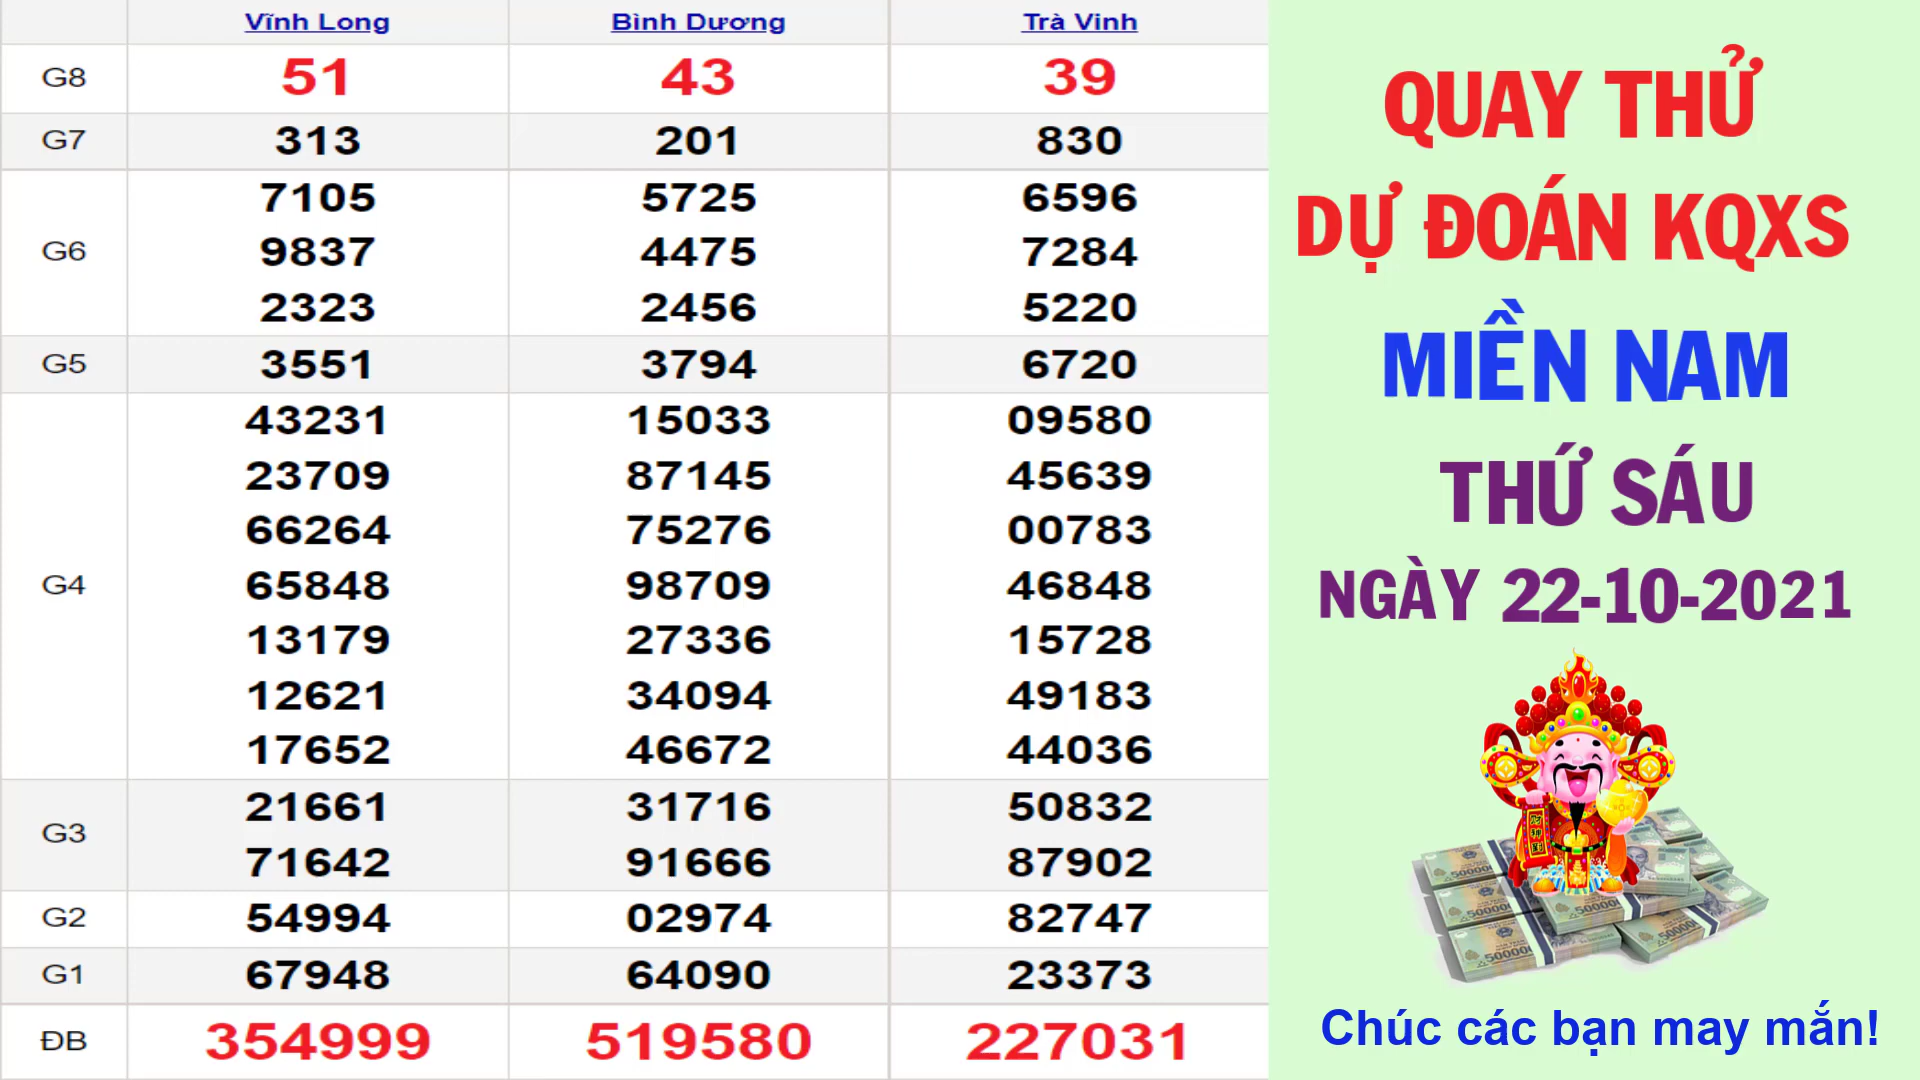 Vĩnh Long Bình Dương Trà Vinh
G8 51 43 39
G7 313 201 830
7105 5725 6596
G6 9837 4475 7284
2323 2456 5220
G5 3551 3794 6720
43231 15033 09580
23709 87145 45639
66264 75276 00783
G4 65848 98709 46848
13179 27336 15728
12621 34094 49183
17652 46672 44036
G3
21661 31716 50832
71642 91666 87902
G2 54994 02974 82747
G1 67948 64090 23373
ĐB 354999 519580 227031
QUAY THỬ
DỰ ĐOÁN KQXS
MIỀN NAM
THỨ SÁU
NGÀY 22-10-2021
Chúc các bạn may mắn!